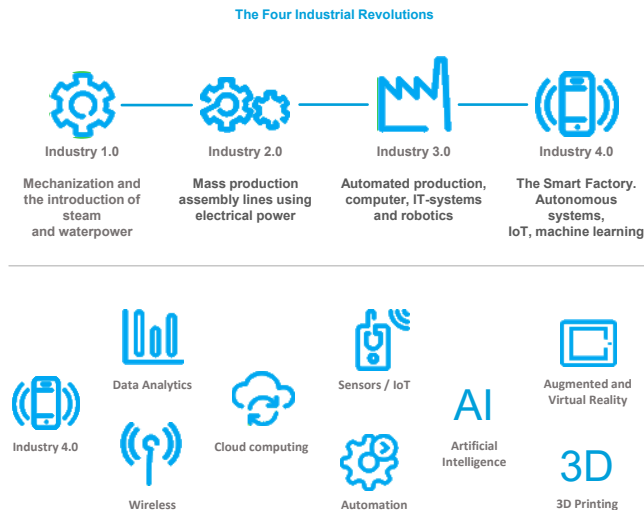 The Four Industrial Revolutions
Industry 1.0
Industry 2.0
Industry 3.0
Industry 4.0
Mechanization and
the introduction of
steam
and waterpower
Mass production
assembly lines using
electrical power
Automated production,
computer, IT-systems
and robotics
The Smart Factory.
Autonomous
systems,
IoT, machine learning
Data Analytics
Sensors / IoT
Augmented and
Virtual Reality
AI
Industry 4.0
Cloud computing
Artificial
Intelligence
3D
Wireless
Automation
3D Printing